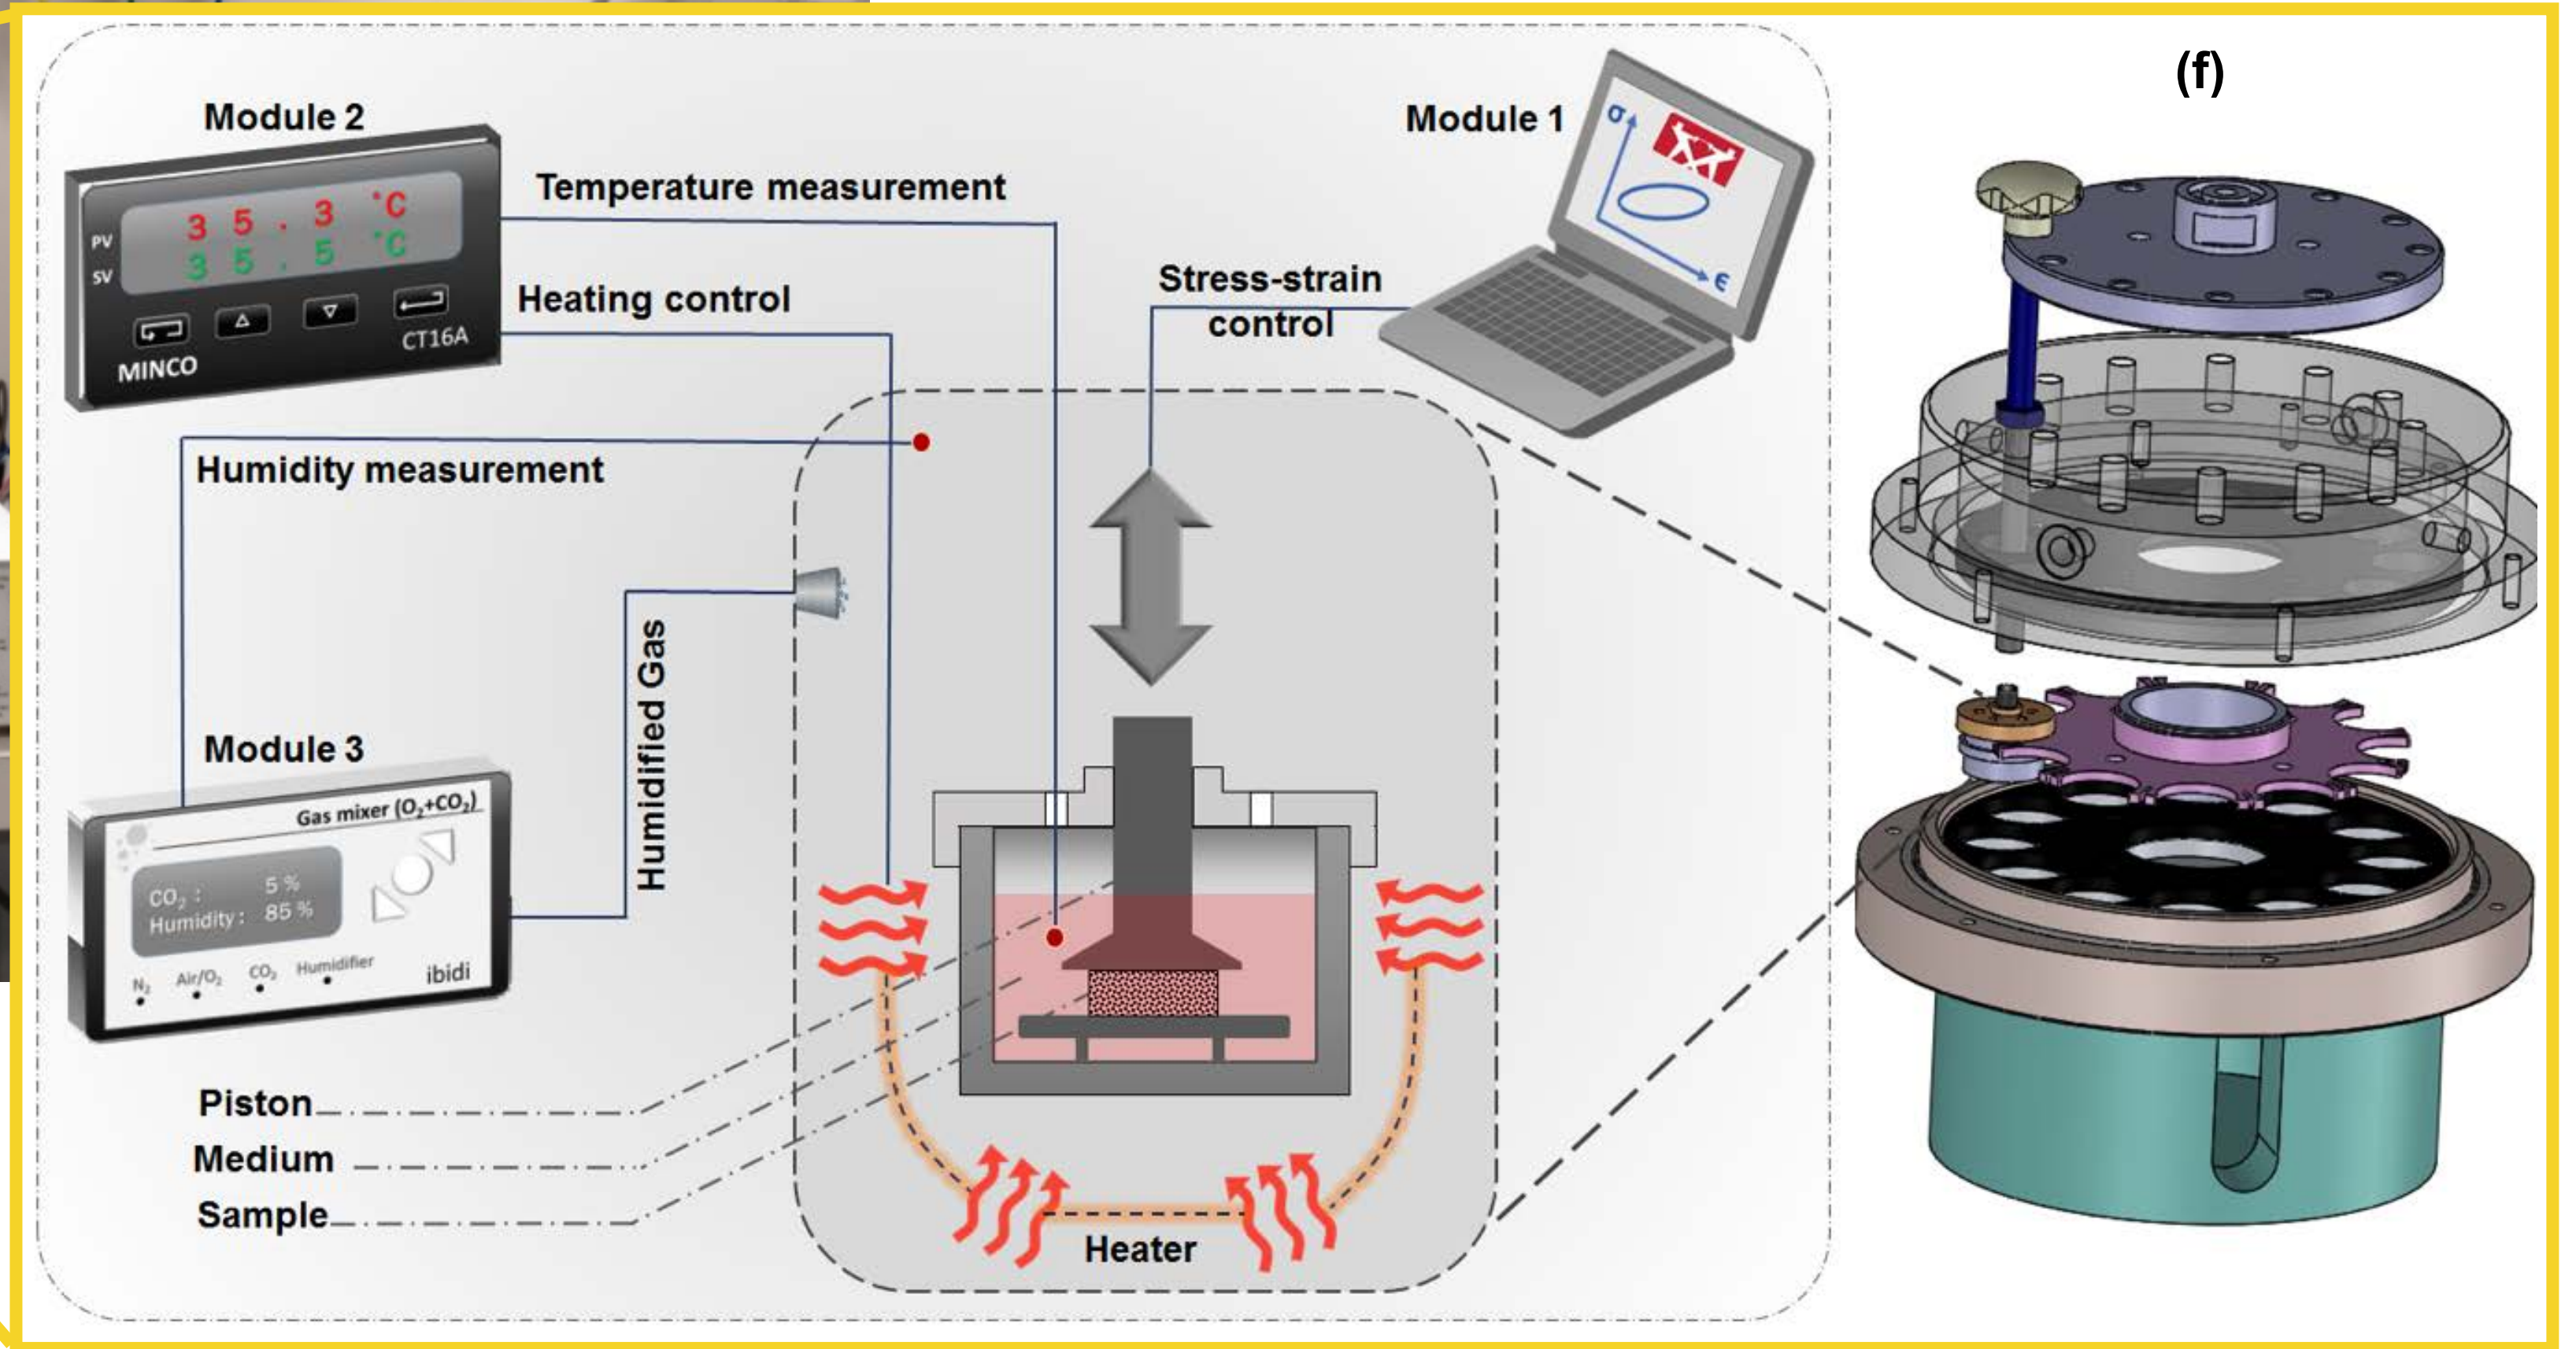 (f)
Module 2
35.3 °C
PV
35.5 °C
SV
CT16A
MINCO
Temperature measurement
Heating control
Humidity measurement
Module 1
σ
ϵ
Stress-strain
control
Humidified Gas
Module 3
Gas mixer (O₂+CO₂)
CO₂ : 5 %
Humidity : 85 %
N₂ Air/O₂ CO₂ Humidifier
ibidi
Piston
Medium
Sample
Heater